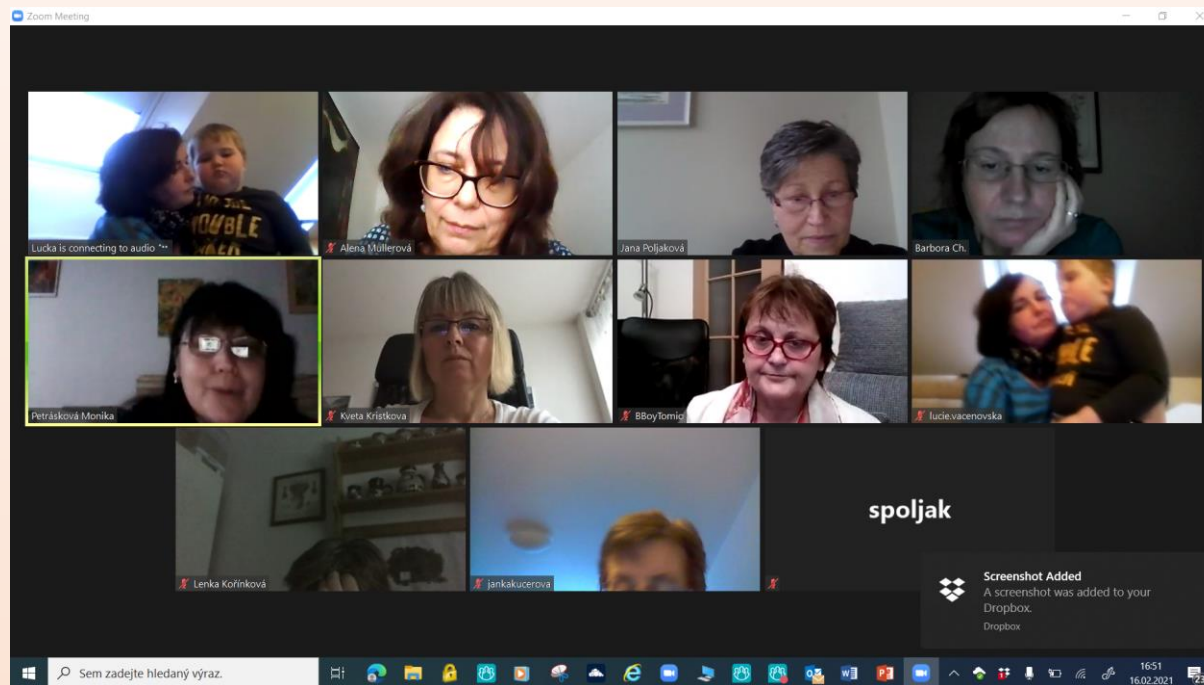 Zoom Meeting
Lucka is connecting to audio
Alena Müllerová
Jana Poljaková
Barbora Ch.
Petrásková Monika
Kveta Kristkova
BBoyTomio
lucie.vacenovska
Lenka Kořínková
jankakucerova
spoljak
Screenshot Added
A screenshot was added to your
Dropbox.
Dropbox
Sem zadejte hledaný výraz.
16:51
16.02.2021